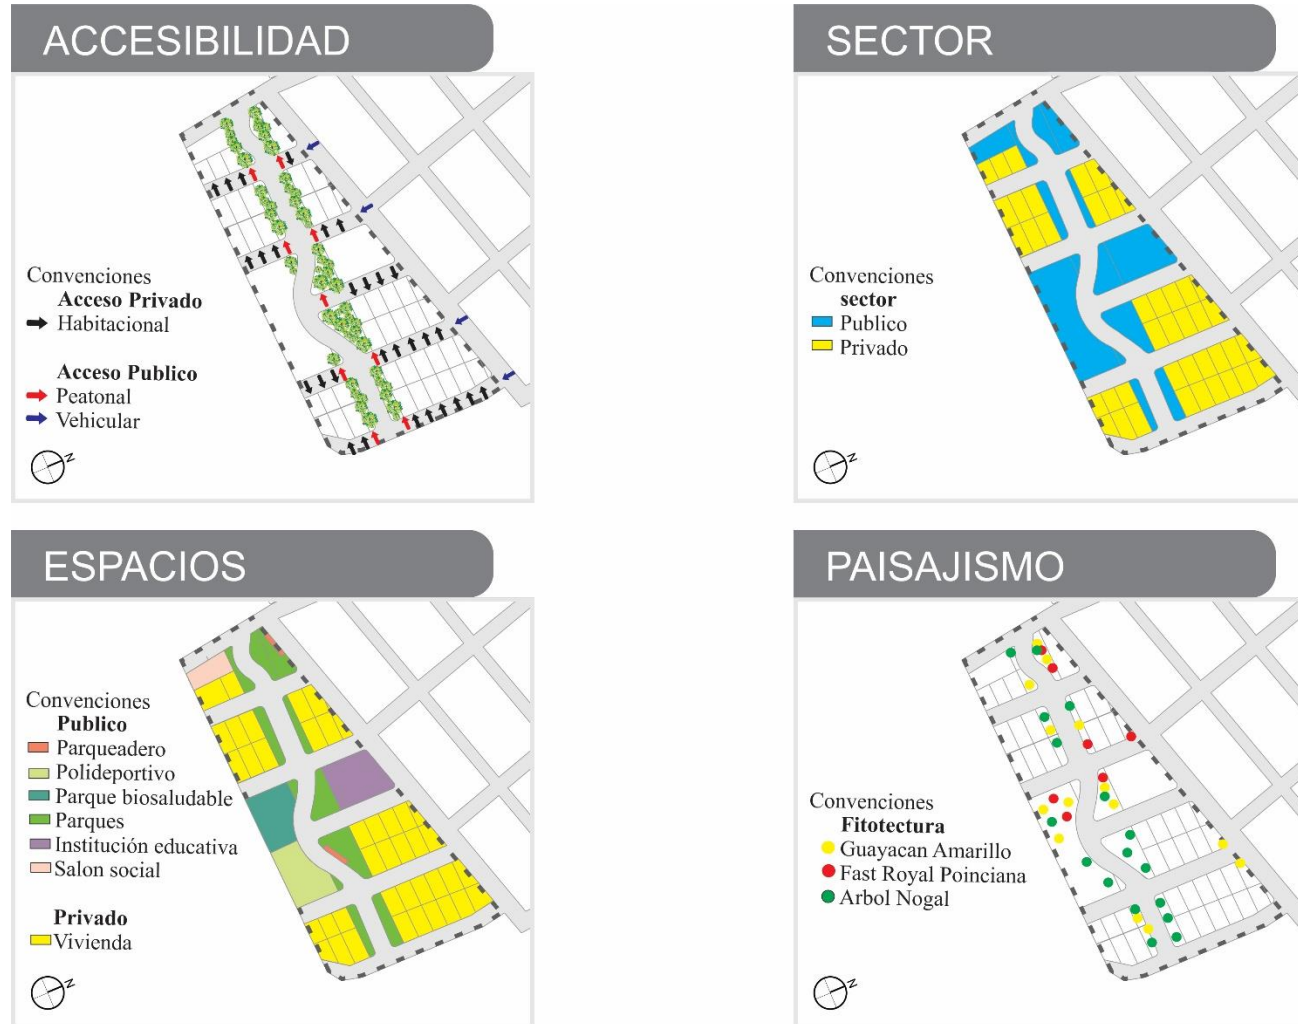 ACCESIBILIDAD
Convenciones
Acceso Privado
Habitacional
Acceso Publico
Peatonal
Vehicular
N
SECTOR
Convenciones
sector
Publico
Privado
N
ESPACIOS
Convenciones
Publico
Parqueadero
Polideportivo
Parque biosaludable
Parques
Institución educativa
Salon social
Privado
Vivienda
N
PAISAJISMO
Convenciones
Fitotectura
Guayacan Amarillo
Fast Royal Poinciana
Arbol Nogal
N